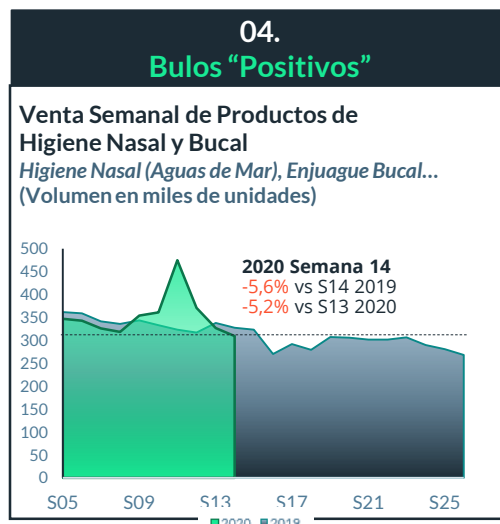 04.
Bulos “Positivos”
Venta Semanal de Productos de
Higiene Nasal y Bucal
Higiene Nasal (Aguas de Mar), Enjuague Bucal...
(Volumen en miles de unidades)
500
450
400
350
300
250
200
150
100
50
0
2020 Semana 14
-5,6% vs S14 2019
-5,2% vs S13 2020
S05 S09 S13 S17 S21 S25
2020 2019